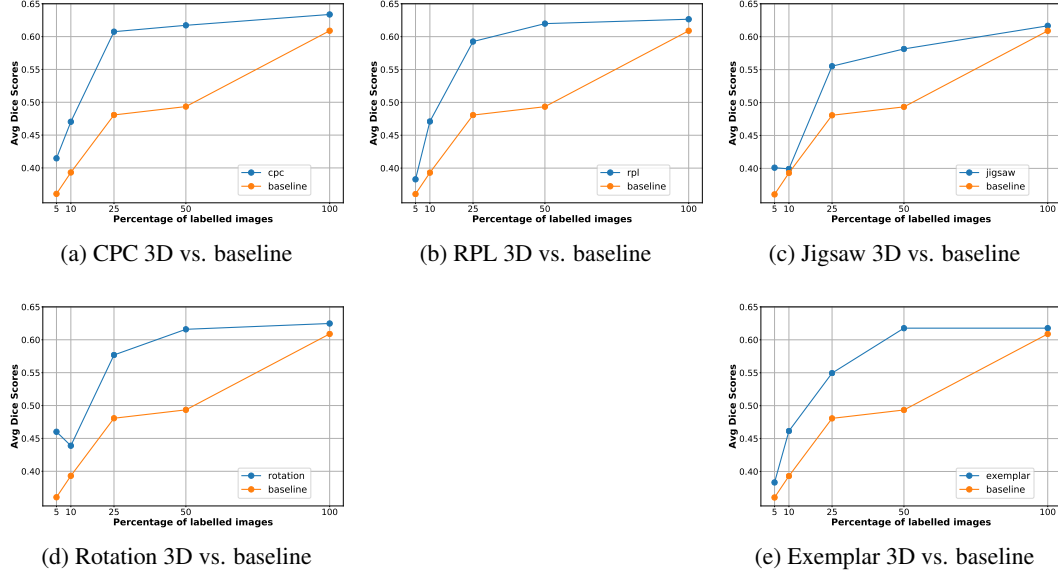 0.65
0.60
0.55
0.50
0.45
0.40
Avg Dice Scores
cpc
baseline
5 10 25 50 100
Percentage of labelled images
(a) CPC 3D vs. baseline
0.65
0.60
0.55
0.50
0.45
0.40
Avg Dice Scores
rpl
baseline
5 10 25 50 100
Percentage of labelled images
(b) RPL 3D vs. baseline
0.65
0.60
0.55
0.50
0.45
0.40
Avg Dice Scores
jigsaw
baseline
5 10 25 50 100
Percentage of labelled images
(c) Jigsaw 3D vs. baseline
0.65
0.60
0.55
0.50
0.45
0.40
Avg Dice Scores
rotation
baseline
5 10 25 50 100
Percentage of labelled images
(d) Rotation 3D vs. baseline
0.65
0.60
0.55
0.50
0.45
0.40
Avg Dice Scores
exemplar
baseline
5 10 25 50 100
Percentage of labelled images
(e) Exemplar 3D vs. baseline